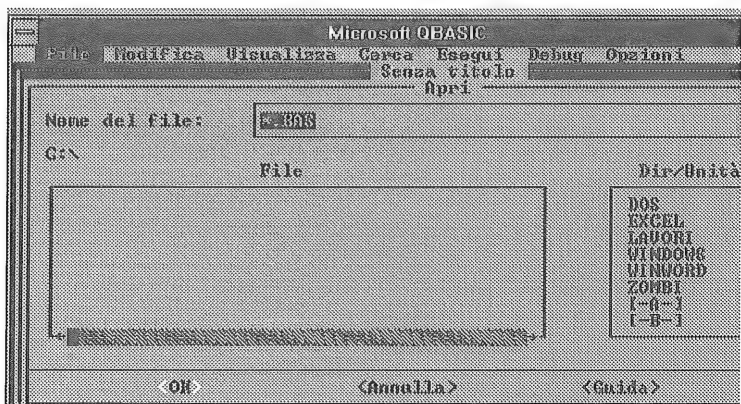 Microsoft QBASIC
File Modifica Visualizza Cerca Esegui Debug Opzioni
Senza titolo
Apri
Nome del file: *.BAS
C:\
File Dir/Unità
DOS
EXCEL
LAVORI
WINDOWS
WINWORD
ZOMBI
[-A-]
[-B-]
<OK> <Annulla> <Guida>